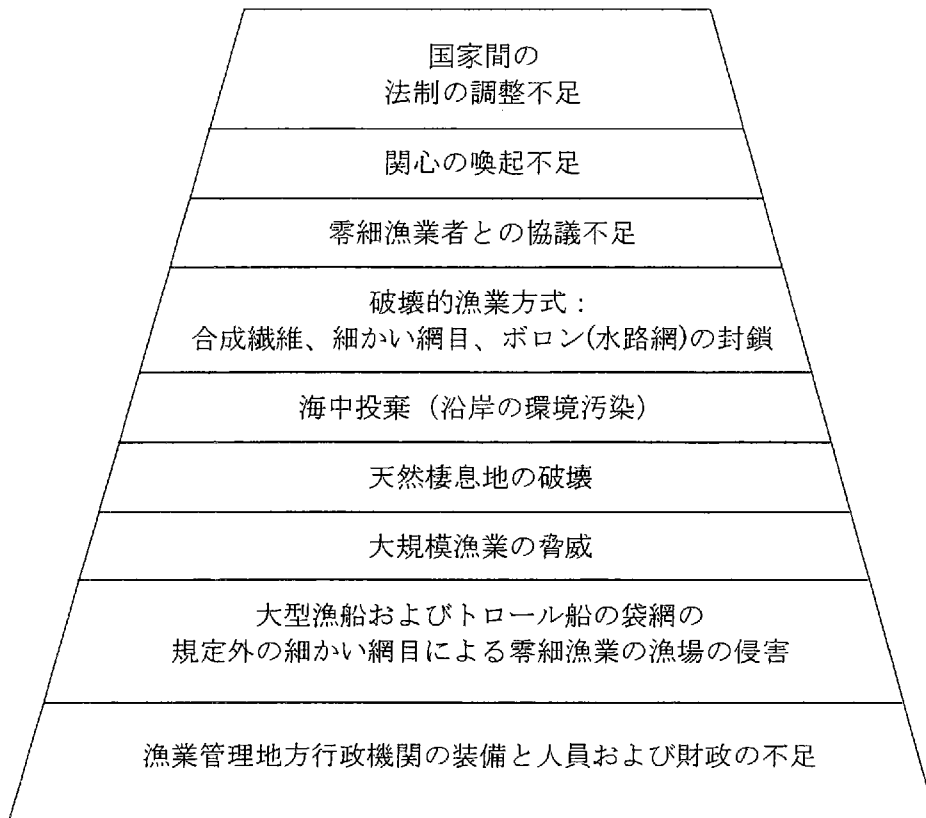 国家間の
法制の調整不足
関心の喚起不足
零細漁業者との協議不足
破壊的漁業方式：
合成繊維、細かい網目、ボロン(水路網)の封鎖
海中投棄（沿岸の環境汚染）
天然棲息地の破壊
大規模漁業の脅威
大型漁船およびトロール船の袋網の
規定外の細かい網目による零細漁業の漁場の侵害
漁業管理地方行政機関の装備と人員および財政の不足